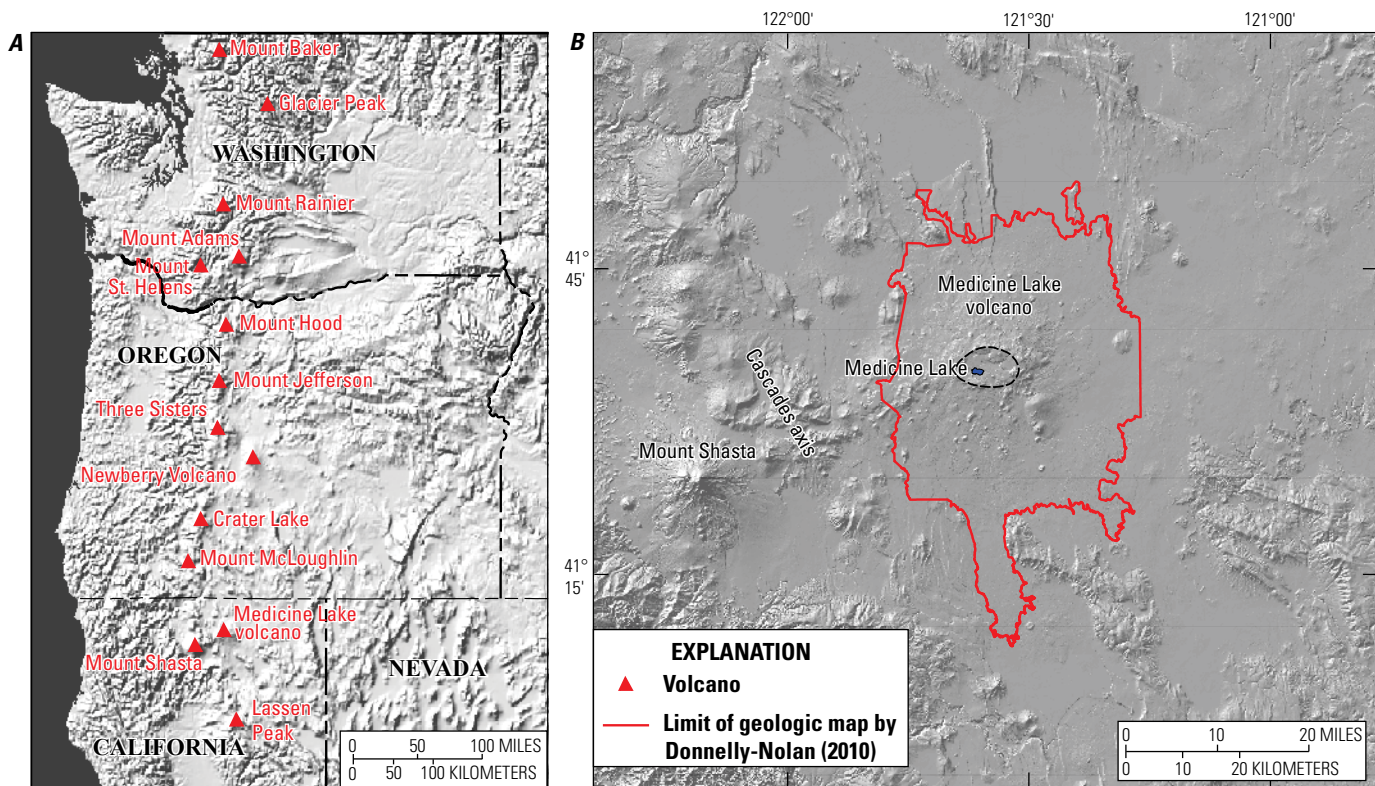 A
Mount Baker
Glacier Peak
WASHINGTON
Mount Rainier
Mount Adams
Mount
St. Helens
Mount Hood
OREGON
Mount Jefferson
Three Sisters
Newberry Volcano
Crater Lake
Mount McLoughlin
Medicine Lake
volcano
Mount Shasta
NEVADA
Lassen
Peak
CALIFORNIA
0 50 100 MILES
0 50 100 KILOMETERS
B
122°00' 121°30' 121°00'
41°
45'
Medicine Lake
volcano
Medicine Lake
Cascades axis
Mount Shasta
41°
15'
EXPLANATION
Volcano
Limit of geologic map by
Donnelly-Nolan (2010)
0 10 20 MILES
0 10 20 KILOMETERS